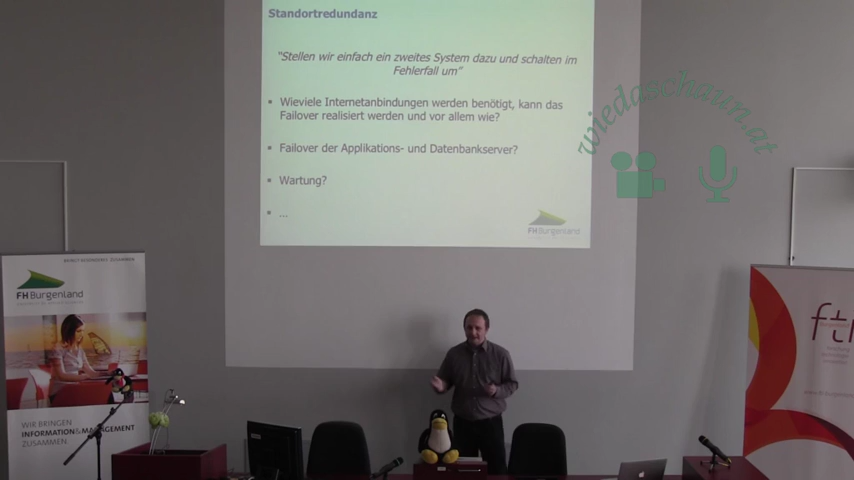 Standortredundanz
"Stellen wir einfach ein zweites System dazu und schalten im
Fehlerfall um"
Wieviele Internetanbindungen werden benötigt, kann das
Failover realisiert werden und vor allem wie?
Failover der Applikations- und Datenbankserver?
Wartung?
...
FH Burgenland
wiedaschaun.at
FH Burgenland
WIR BRINGEN
INFORMATION&MANAGEMENT
ZUSAMMEN